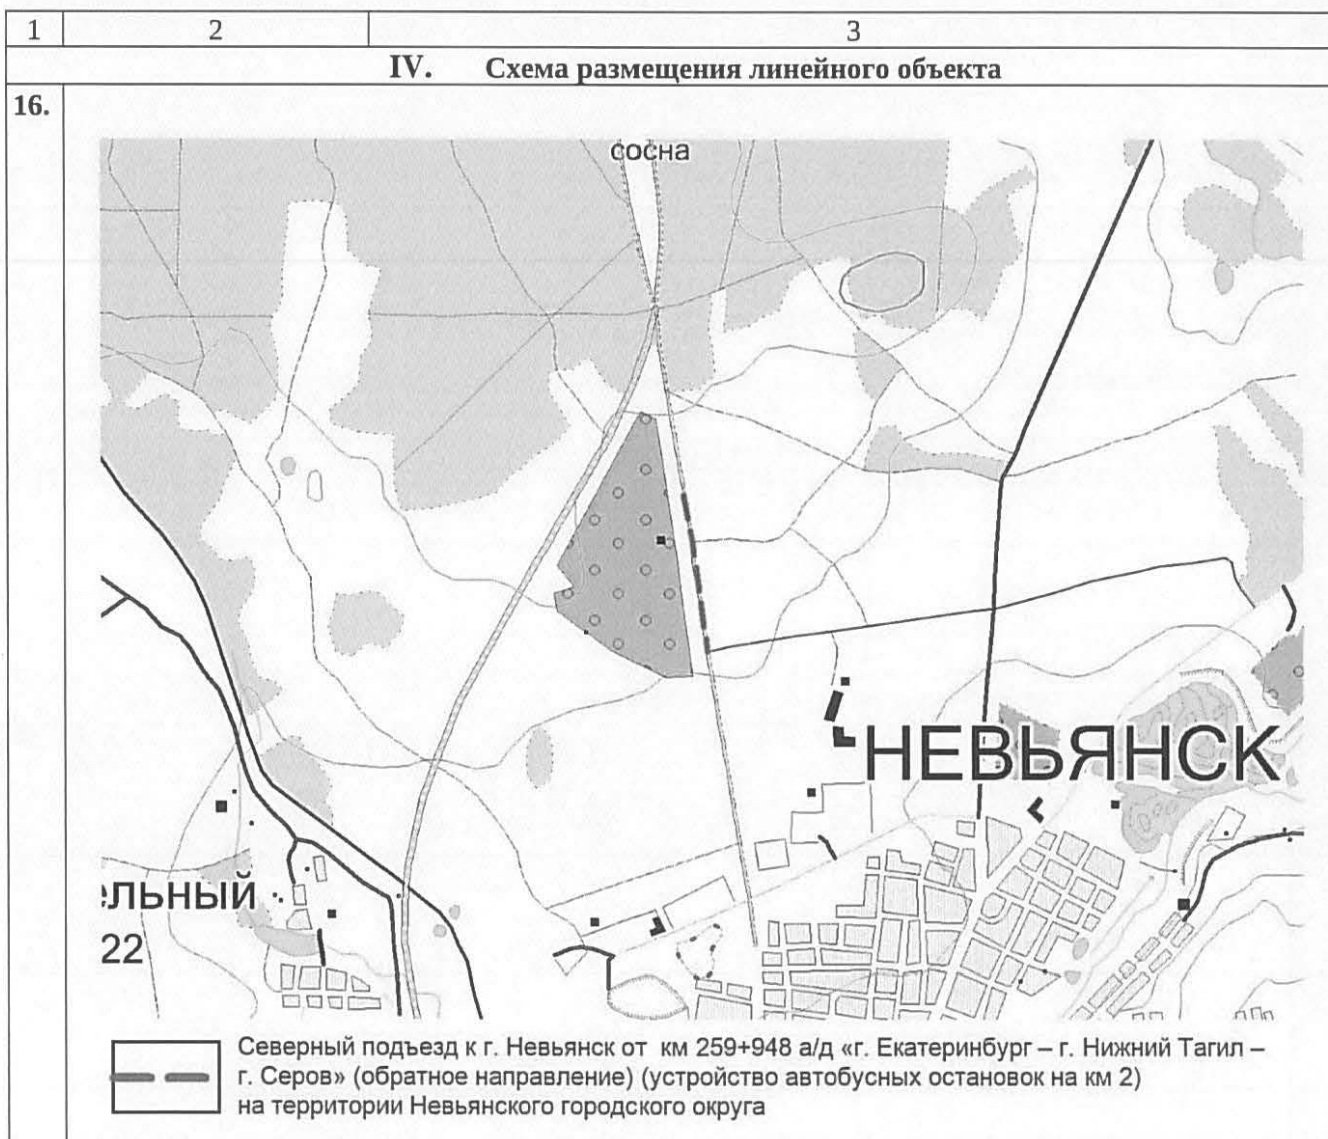 1 2 3
IV. Схема размещения линейного объекта
16.
сосна
НЕВЬЯНСК
ельный
22
Северный подъезд к г. Невьянск от км 259+948 а/д «г. Екатеринбург – г. Нижний Тагил –
г. Серов» (обратное направление) (устройство автобусных остановок на км 2)
на территории Невьянского городского округа